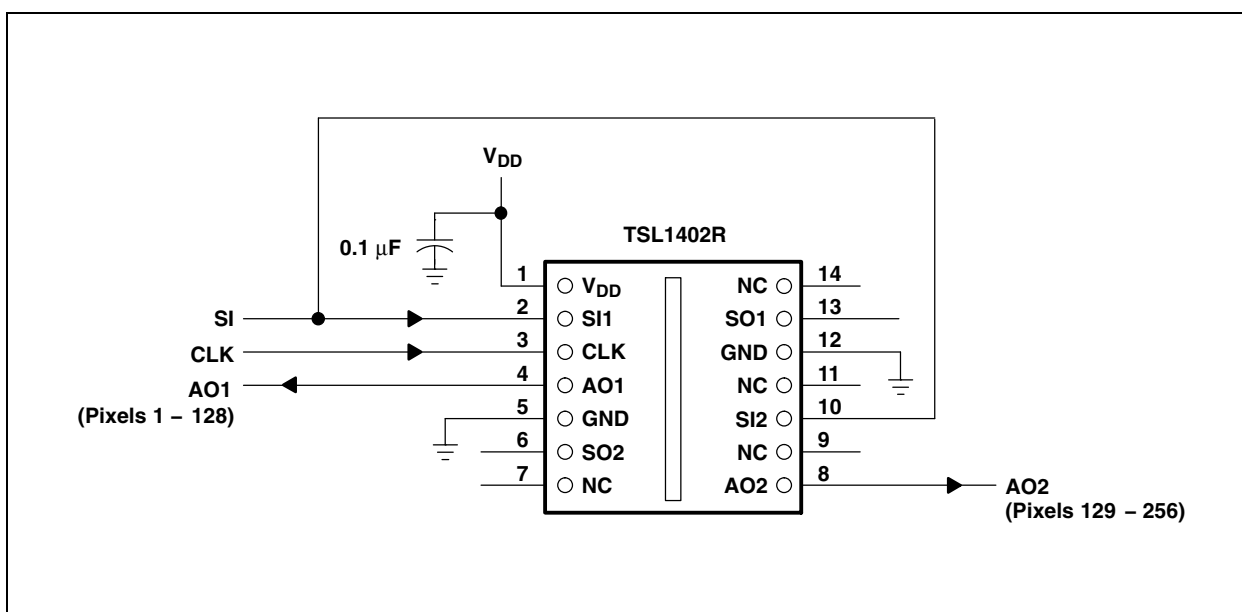 VDD
0.1 μF
TSL1402R
SI
CLK
AO1
(Pixels 1 – 128)
1
2
3
4
5
6
7
VDD
SI1
CLK
AO1
GND
SO2
NC
NC
SO1
GND
NC
SI2
NC
AO2
14
13
12
11
10
9
8
AO2
(Pixels 129 – 256)